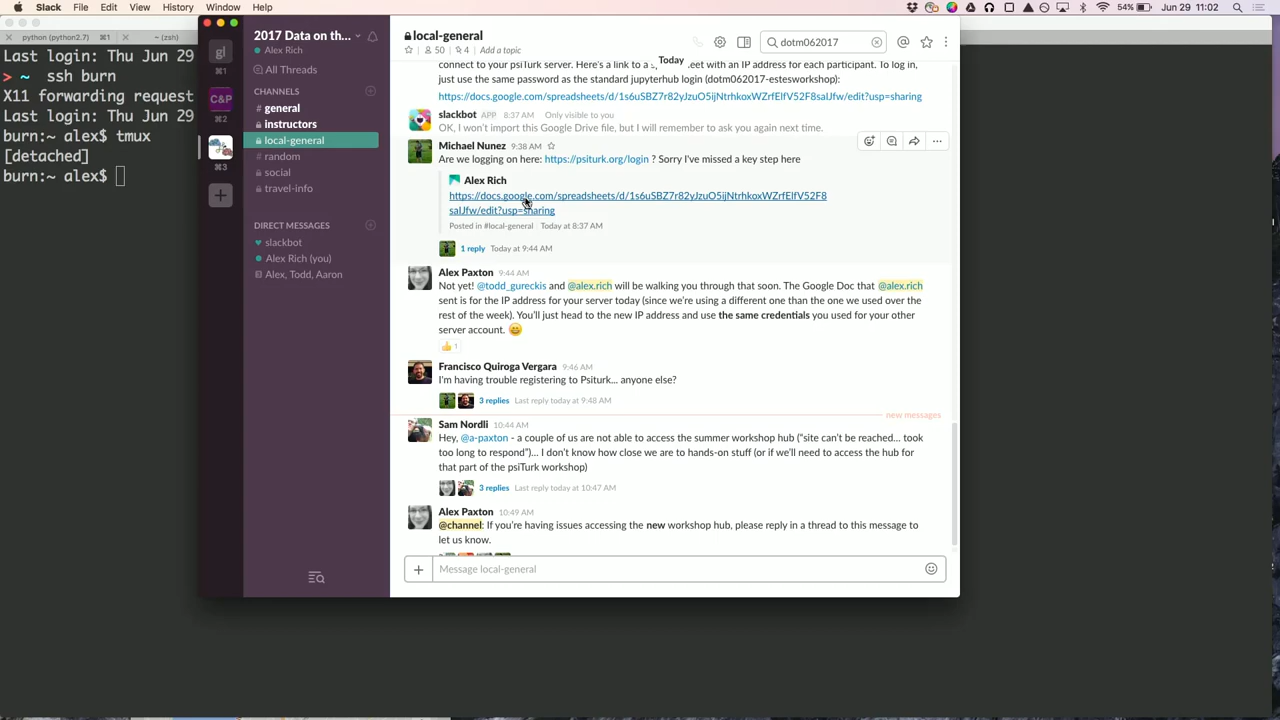 Slack File Edit View History Window Help
54% Jun 29 11:02
python (python2.7) ⌘1 × ~ (zsh)
Last login: Thu Jun 29
> ~ ssh burn
X11 forwarding request
Last login: Thu Jun 29
burn:~ alex$ tmux
[detached]
burn:~ alex$
gl
⌘1
C&P
⌘2
⌘3
2017 Data on th...
Alex Rich
All Threads
CHANNELS
# general
instructors
local-general
# random
social
# travel-info
DIRECT MESSAGES
slackbot
Alex Rich (you)
Alex, Todd, Aaron
local-general
50 4 Add a topic
dotm062017
Today
connect to your psiTurk server. Here's a link to a
eet with an IP address for each participant. To log in,
just use the same password as the standard jupyterhub login (dotm062017-estesworkshop):
https://docs.google.com/spreadsheets/d/1s6uSBZ7r82yJzuO5ijNtrhkoxWZrfElfV52F8saIJfw/edit?usp=sharing
slackbot APP 8:37 AM Only visible to you
OK, I won't import this Google Drive file, but I will remember to ask you again next time.
Michael Nunez 9:38 AM
Are we logging on here: https://psiturk.org/login ? Sorry I've missed a key step here
Alex Rich
https://docs.google.com/spreadsheets/d/1s6uSBZ7r82yJzuO5ijNtrhkoxWZrfElfV52F8
saIJfw/edit?usp=sharing
Posted in #local-general Today at 8:37 AM
1 reply Today at 9:44 AM
Alex Paxton 9:44 AM
Not yet! @todd_gureckis and @alex.rich will be walking you through that soon. The Google Doc that @alex.rich
sent is for the IP address for your server today (since we're using a different one than the one we used over the
rest of the week). You'll just head to the new IP address and use the same credentials you used for your other
server account.
1
Francisco Quiroga Vergara 9:46 AM
I'm having trouble registering to Psiturk... anyone else?
3 replies Last reply today at 9:48 AM
new messages
Sam Nordli 10:44 AM
Hey, @a-paxton - a couple of us are not able to access the summer workshop hub ("site can't be reached... took
too long to respond")... I don't know how close we are to hands-on stuff (or if we'll need to access the hub for
that part of the psiTurk workshop)
3 replies Last reply today at 10:47 AM
Alex Paxton 10:49 AM
@channel: If you're having issues accessing the new workshop hub, please reply in a thread to this message to
let us know.
Message local-general